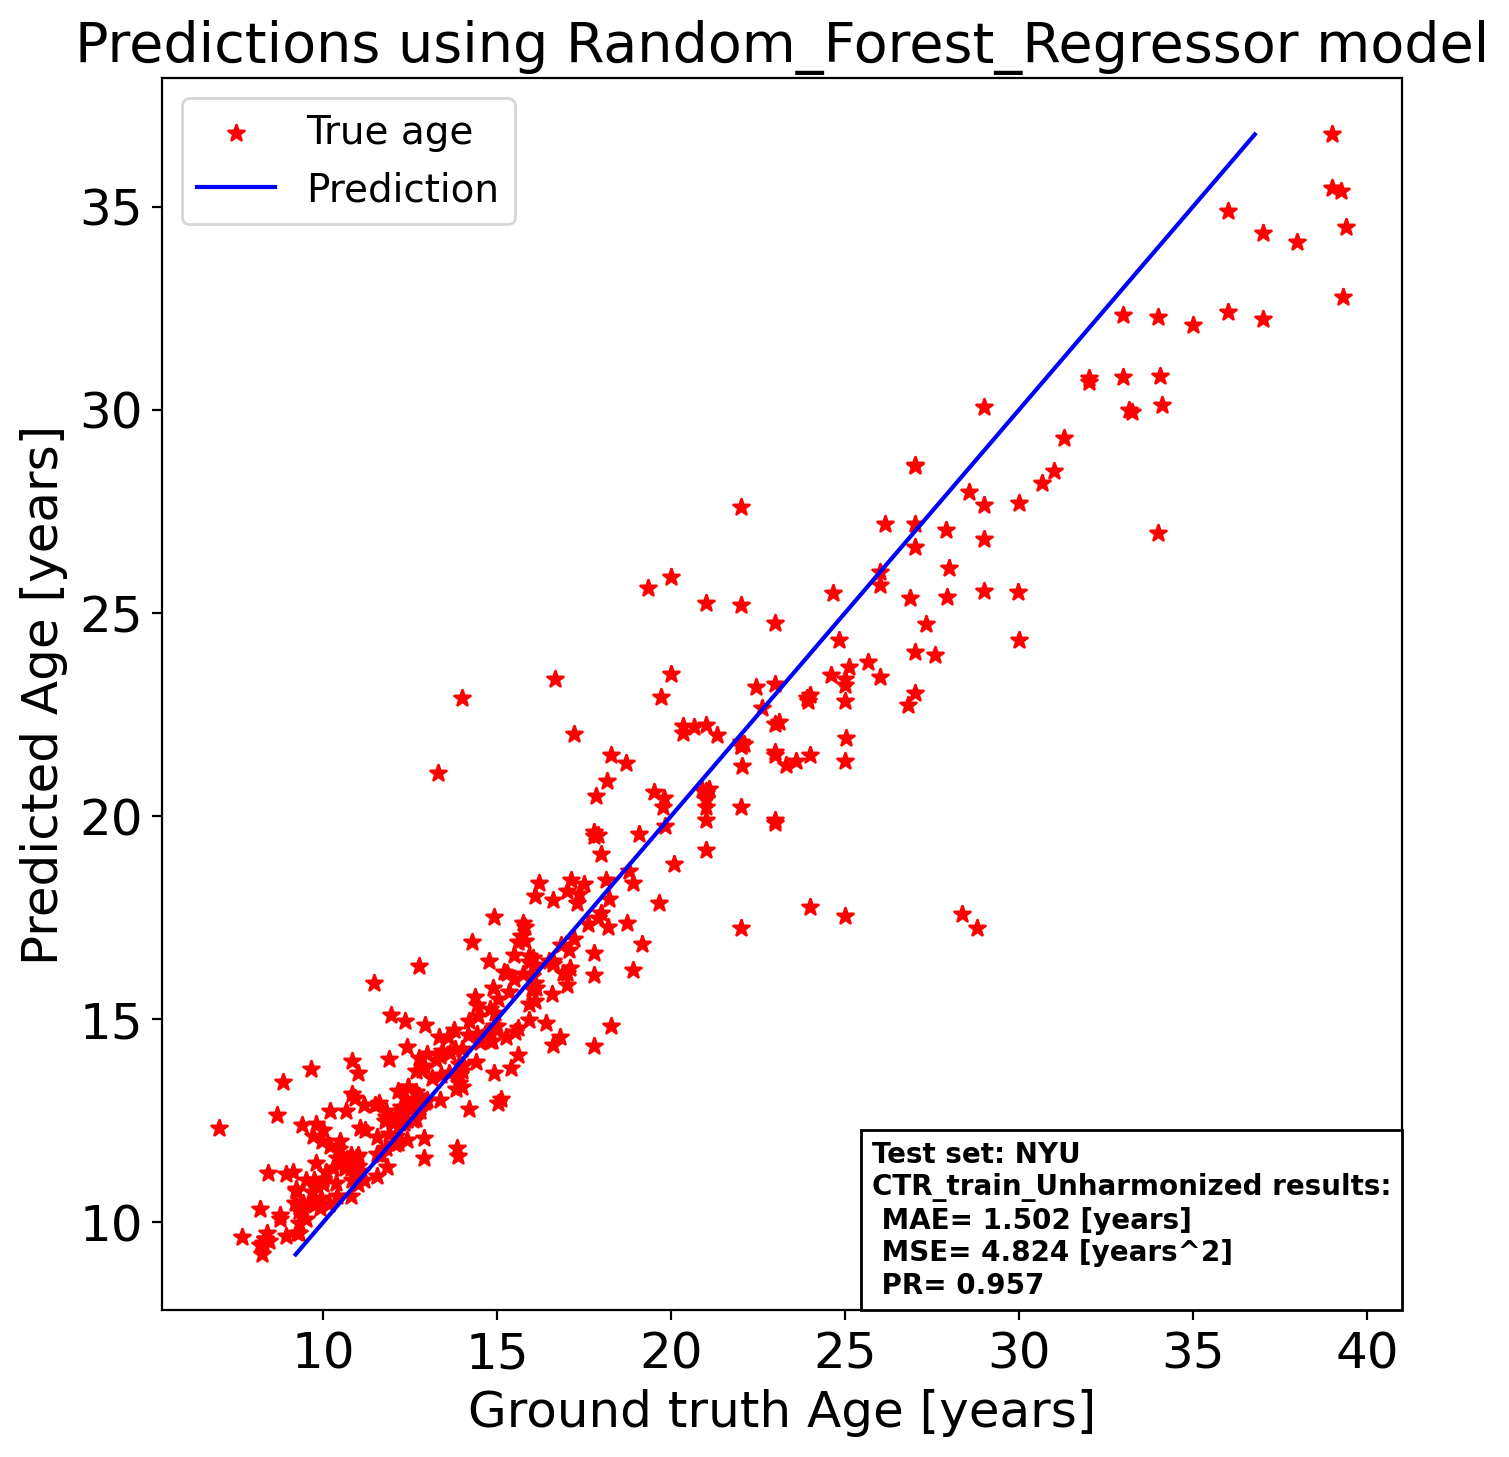 Predictions using Random_Forest_Regressor model
True age
Prediction
Predicted Age [years]
35
30
25
20
15
10
Test set: NYU
CTR_train_Unharmonized results:
MAE= 1.502 [years]
MSE= 4.824 [years^2]
PR= 0.957
10 15 20 25 30 35 40
Ground truth Age [years]